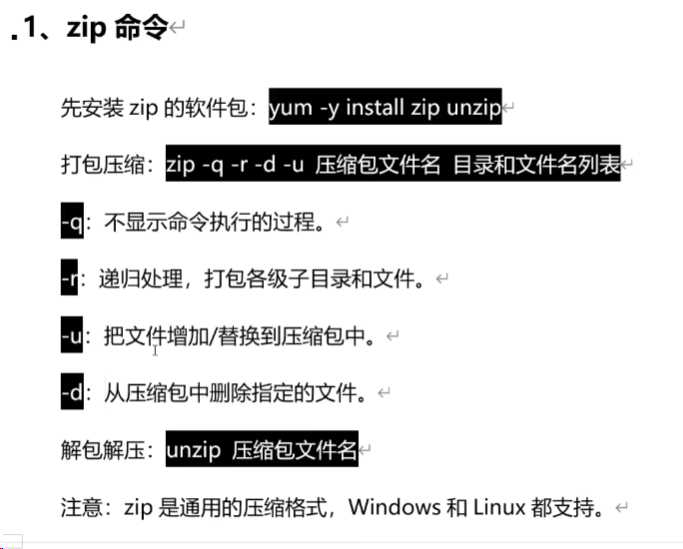 .1、zip 命令
先安装 zip 的软件包：yum -y install zip unzip
打包压缩：zip -q -r -d -u 压缩包文件名 目录和文件名列表
-q：不显示命令执行的过程。
-r：递归处理，打包各级子目录和文件。
-u：把文件增加/替换到压缩包中。
-d：从压缩包中删除指定的文件。
解包解压：unzip 压缩包文件名
注意：zip 是通用的压缩格式，Windows 和 Linux 都支持。